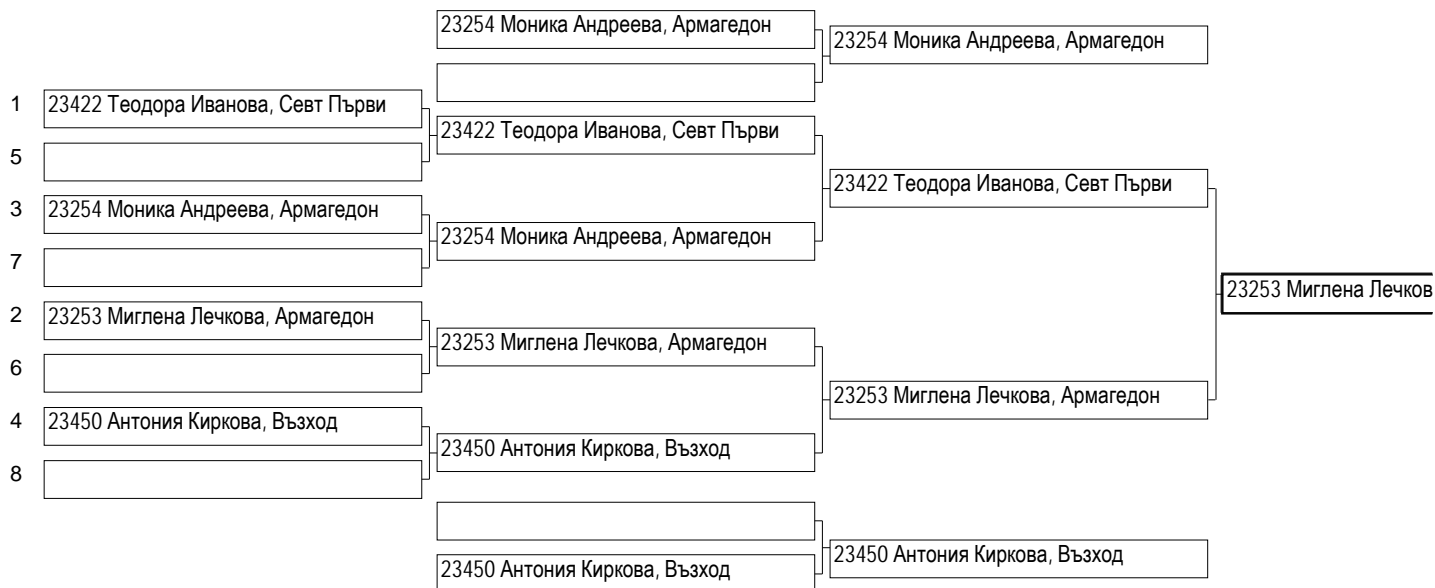 23254 Моника Андреева, Армагедон
23254 Моника Андреева, Армагедон
1 23422 Теодора Иванова, Севт Първи
23422 Теодора Иванова, Севт Първи
5
23422 Теодора Иванова, Севт Първи
3 23254 Моника Андреева, Армагедон
23254 Моника Андреева, Армагедон
7
23253 Миглена Лечков
2 23253 Миглена Лечкова, Армагедон
23253 Миглена Лечкова, Армагедон
6
23253 Миглена Лечкова, Армагедон
4 23450 Антония Киркова, Възход
23450 Антония Киркова, Възход
8
23450 Антония Киркова, Възход
23450 Антония Киркова, Възход